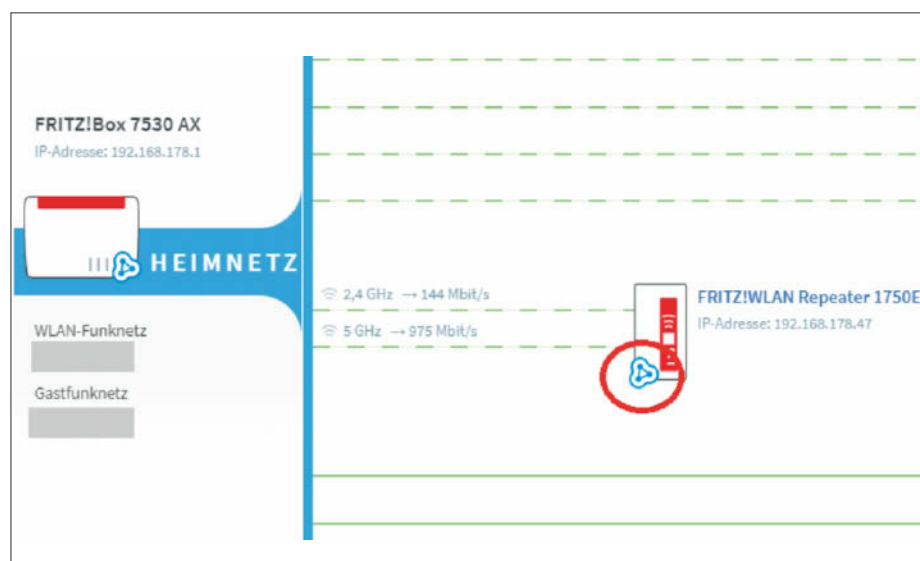 FRITZ!Box 7530 AX
IP-Adresse: 192.168.178.1
HEIMNETZ
WLAN-Funknetz
Gastfunknetz
2,4 GHz → 144 Mbit/s
5 GHz → 975 Mbit/s
FRITZ!WLAN Repeater 1750E
IP-Adresse: 192.168.178.47